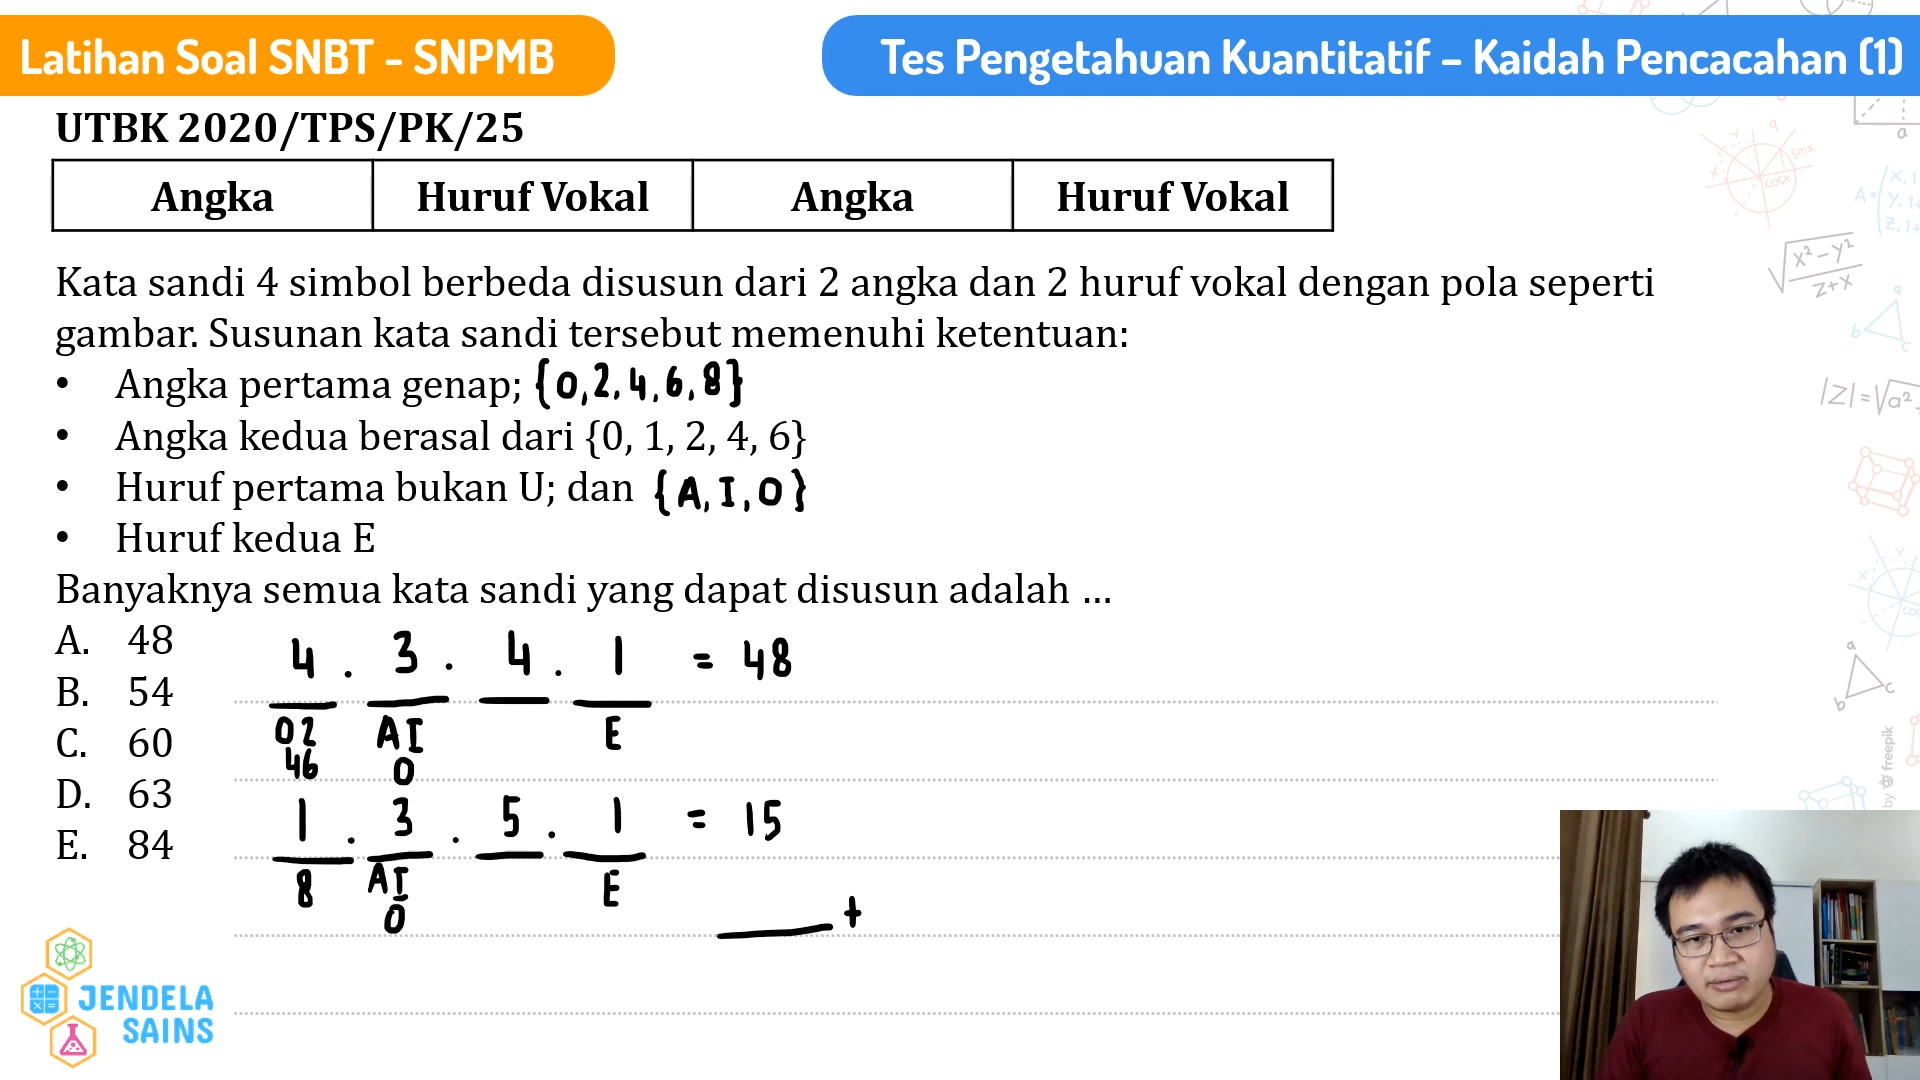 Latihan Soal SNBT - SNPMB
Tes Pengetahuan Kuantitatif – Kaidah Pencacahan (1)
UTBK 2020/TPS/PK/25
Angka Huruf Vokal Angka Huruf Vokal
Kata sandi 4 simbol berbeda disusun dari 2 angka dan 2 huruf vokal dengan pola seperti
gambar. Susunan kata sandi tersebut memenuhi ketentuan:
• Angka pertama genap; {0,2,4,6,8}
• Angka kedua berasal dari {0, 1, 2, 4, 6}
• Huruf pertama bukan U; dan {A, I, O}
• Huruf kedua E
Banyaknya semua kata sandi yang dapat disusun adalah ...
A. 48
B. 54
C. 60
D. 63
E. 84
4 . 3 . 4 . 1 = 48
02 AI E
46 O
1 . 3 . 5 . 1 = 15
8 AI E
O
+
JENDELA
SAINS
by freepik